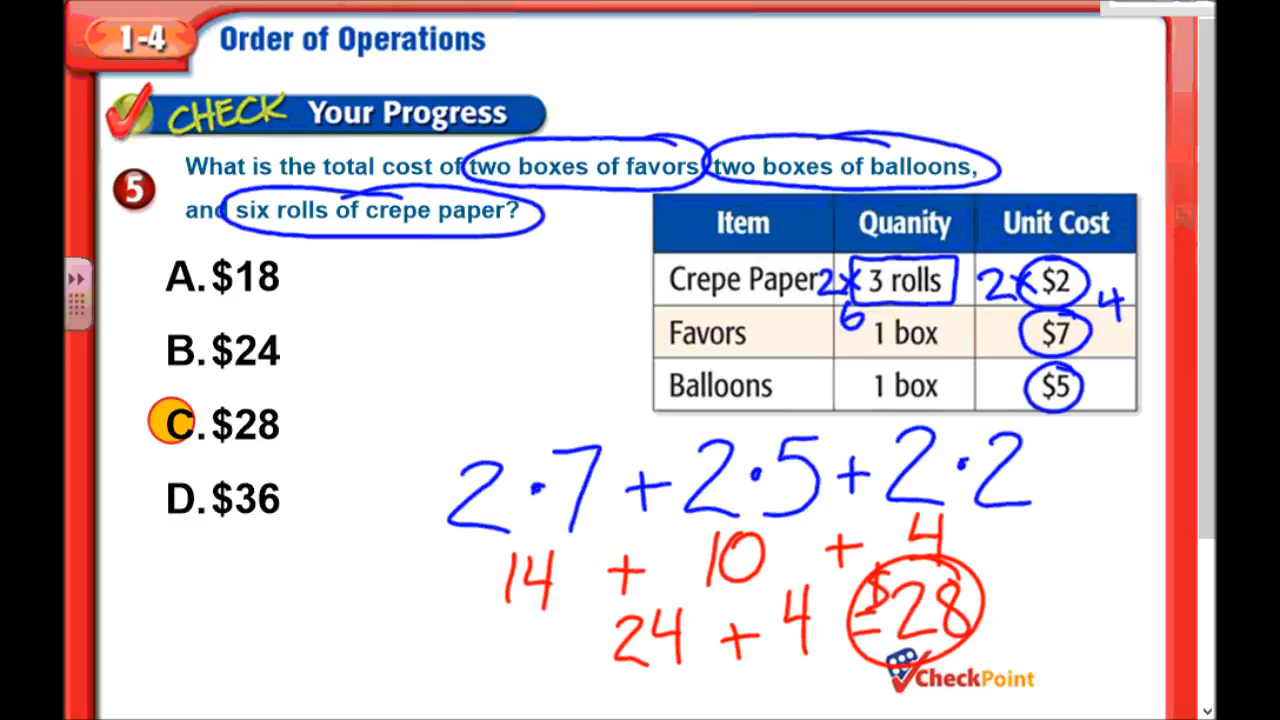 1-4 Order of Operations
CHECK Your Progress
5
What is the total cost of two boxes of favors, two boxes of balloons,
and six rolls of crepe paper?
A. $18
B. $24
C. $28
D. $36
Item Quanity Unit Cost
Crepe Paper 2x 3 rolls 2x $2
6 4
Favors 1 box $7
Balloons 1 box $5
2·7+2·5+2·2
14 + 10 + 4
24 + 4 = $28
CheckPoint